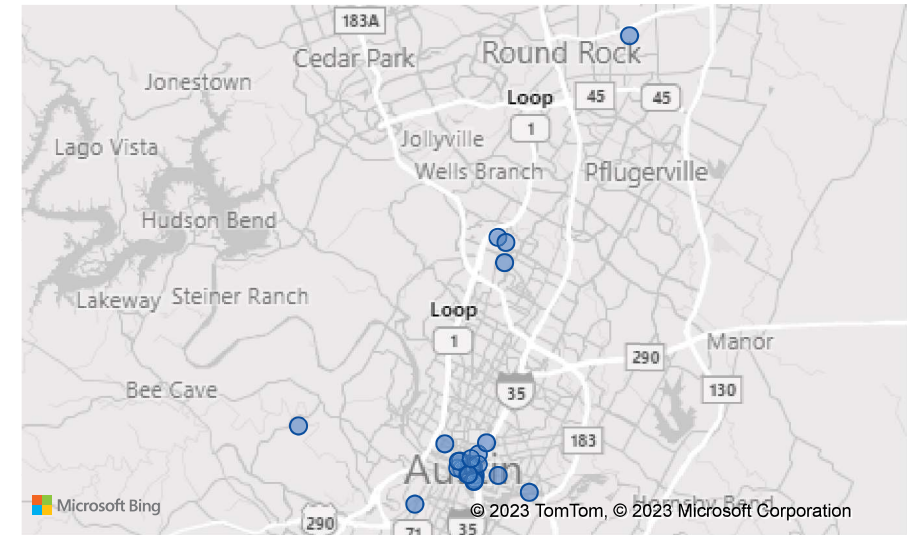 183A
Cedar Park
Round Rock
Jonestown
Loop
45
45
1
Jollyville
Lago Vista
Wells Branch
Pflugerville
Hudson Bend
Lakeway
Steiner Ranch
Loop
1
Manor
290
Bee Cave
35
130
183
Austin
Hornsby Bend
Microsoft Bing
© 2023 TomTom, © 2023 Microsoft Corporation
290
71
35